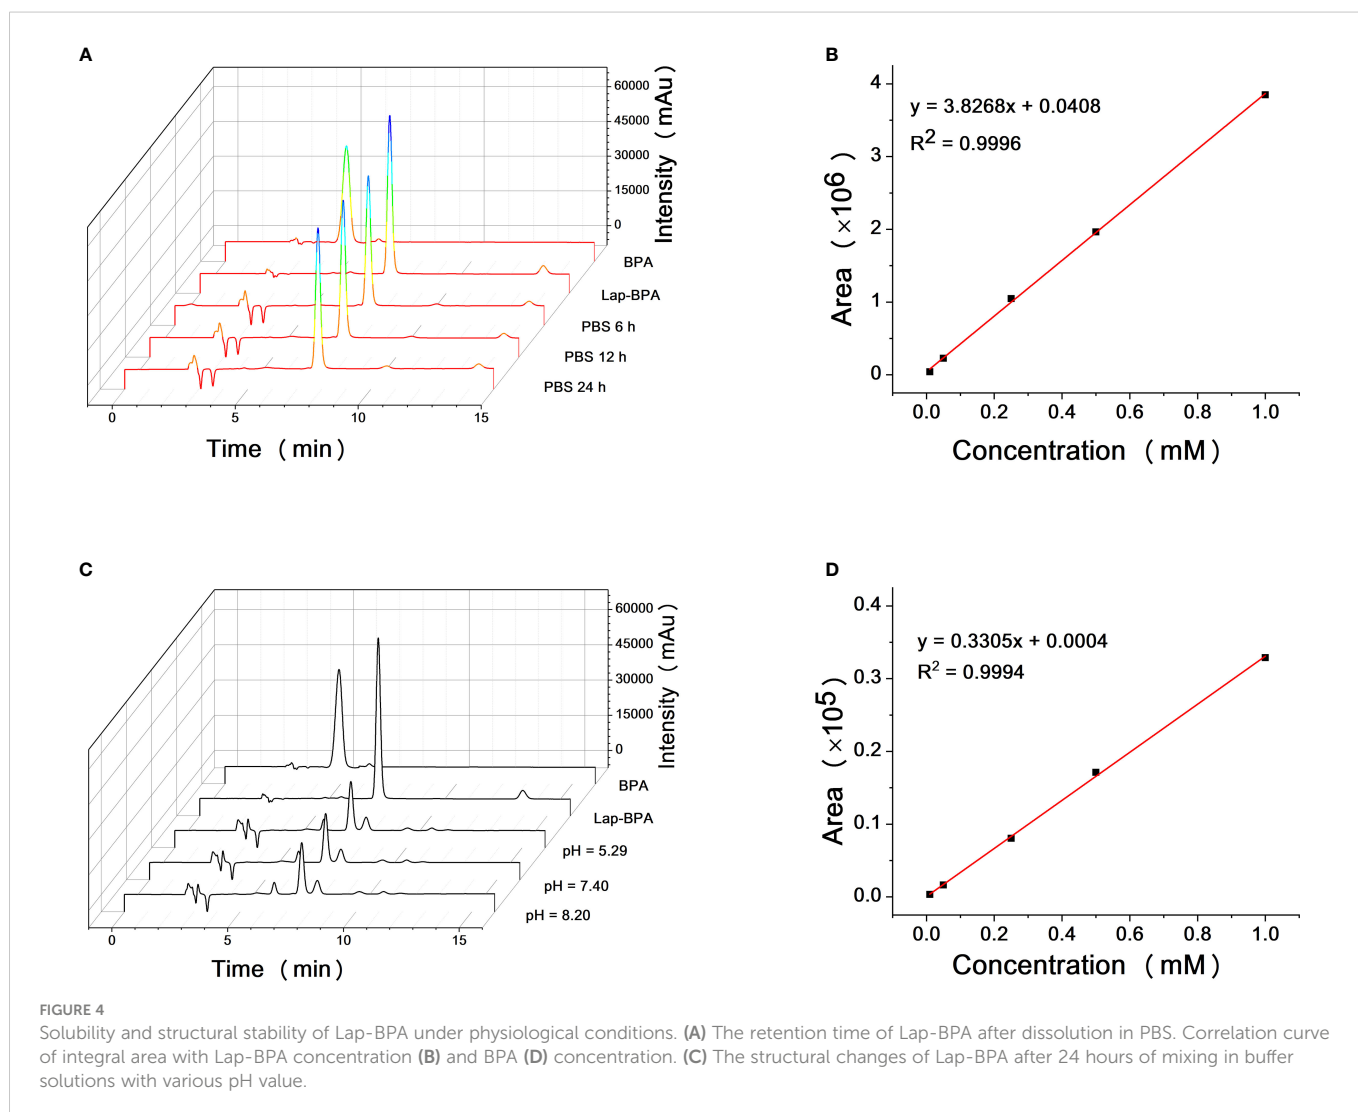 A
60000
45000
30000
15000
0
Intensity (mAu)
BPA
Lap-BPA
PBS 6 h
PBS 12 h
PBS 24 h
0 5 10 15
Time (min)
B
y = 3.8268x + 0.0408
R² = 0.9996
4
3
2
1
0
Area (×10⁶)
0.0 0.2 0.4 0.6 0.8 1.0
Concentration (mM)
C
60000
45000
30000
15000
0
Intensity (mAu)
BPA
Lap-BPA
pH = 5.29
pH = 7.40
pH = 8.20
0 5 10 15
Time (min)
D
y = 0.3305x + 0.0004
R² = 0.9994
0.4
0.3
0.2
0.1
0.0
Area (×10⁵)
0.0 0.2 0.4 0.6 0.8 1.0
Concentration (mM)
FIGURE 4
Solubility and structural stability of Lap-BPA under physiological conditions. (A) The retention time of Lap-BPA after dissolution in PBS. Correlation curve
of integral area with Lap-BPA concentration (B) and BPA (D) concentration. (C) The structural changes of Lap-BPA after 24 hours of mixing in buffer
solutions with various pH value.